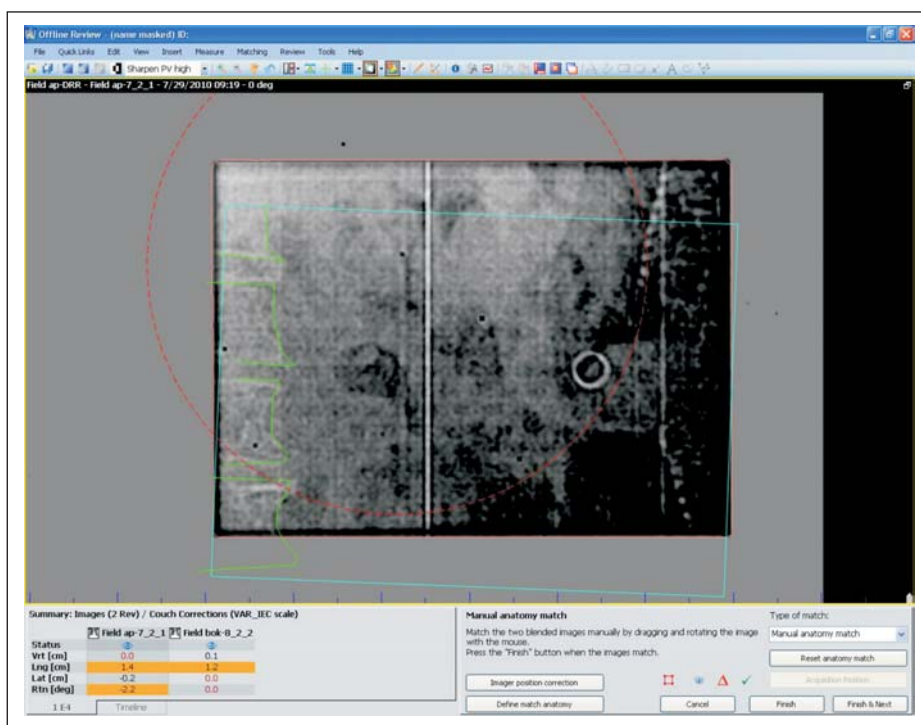 Offline Review - (name masked) ID:
File Quick Links Edit View Insert Measure Matching Review Tools Help
Sharpen PV high
Field ap-DRR - Field ap-7_2_1 - 7/29/2010 09:19 - 0 deg
Summary: Images (2 Rev) / Couch Corrections (VAR_IEC scale)
Field ap-7_2_1 Field bok-8_2_2
Status
Vrt [cm] 0.0 0.1
Lng [cm] 1.4 1.2
Lat [cm] -0.2 0.0
Rtn [deg] -2.2 0.0
Timeline
Manual anatomy match
Match the two blended images manually by dragging and rotating the image
with the mouse.
Press the "Finish" button when the images match.
Imager position correction
Define match anatomy
Type of match:
Manual anatomy match
Reset anatomy match
Acquisition Position
Cancel Finish Finish & Next